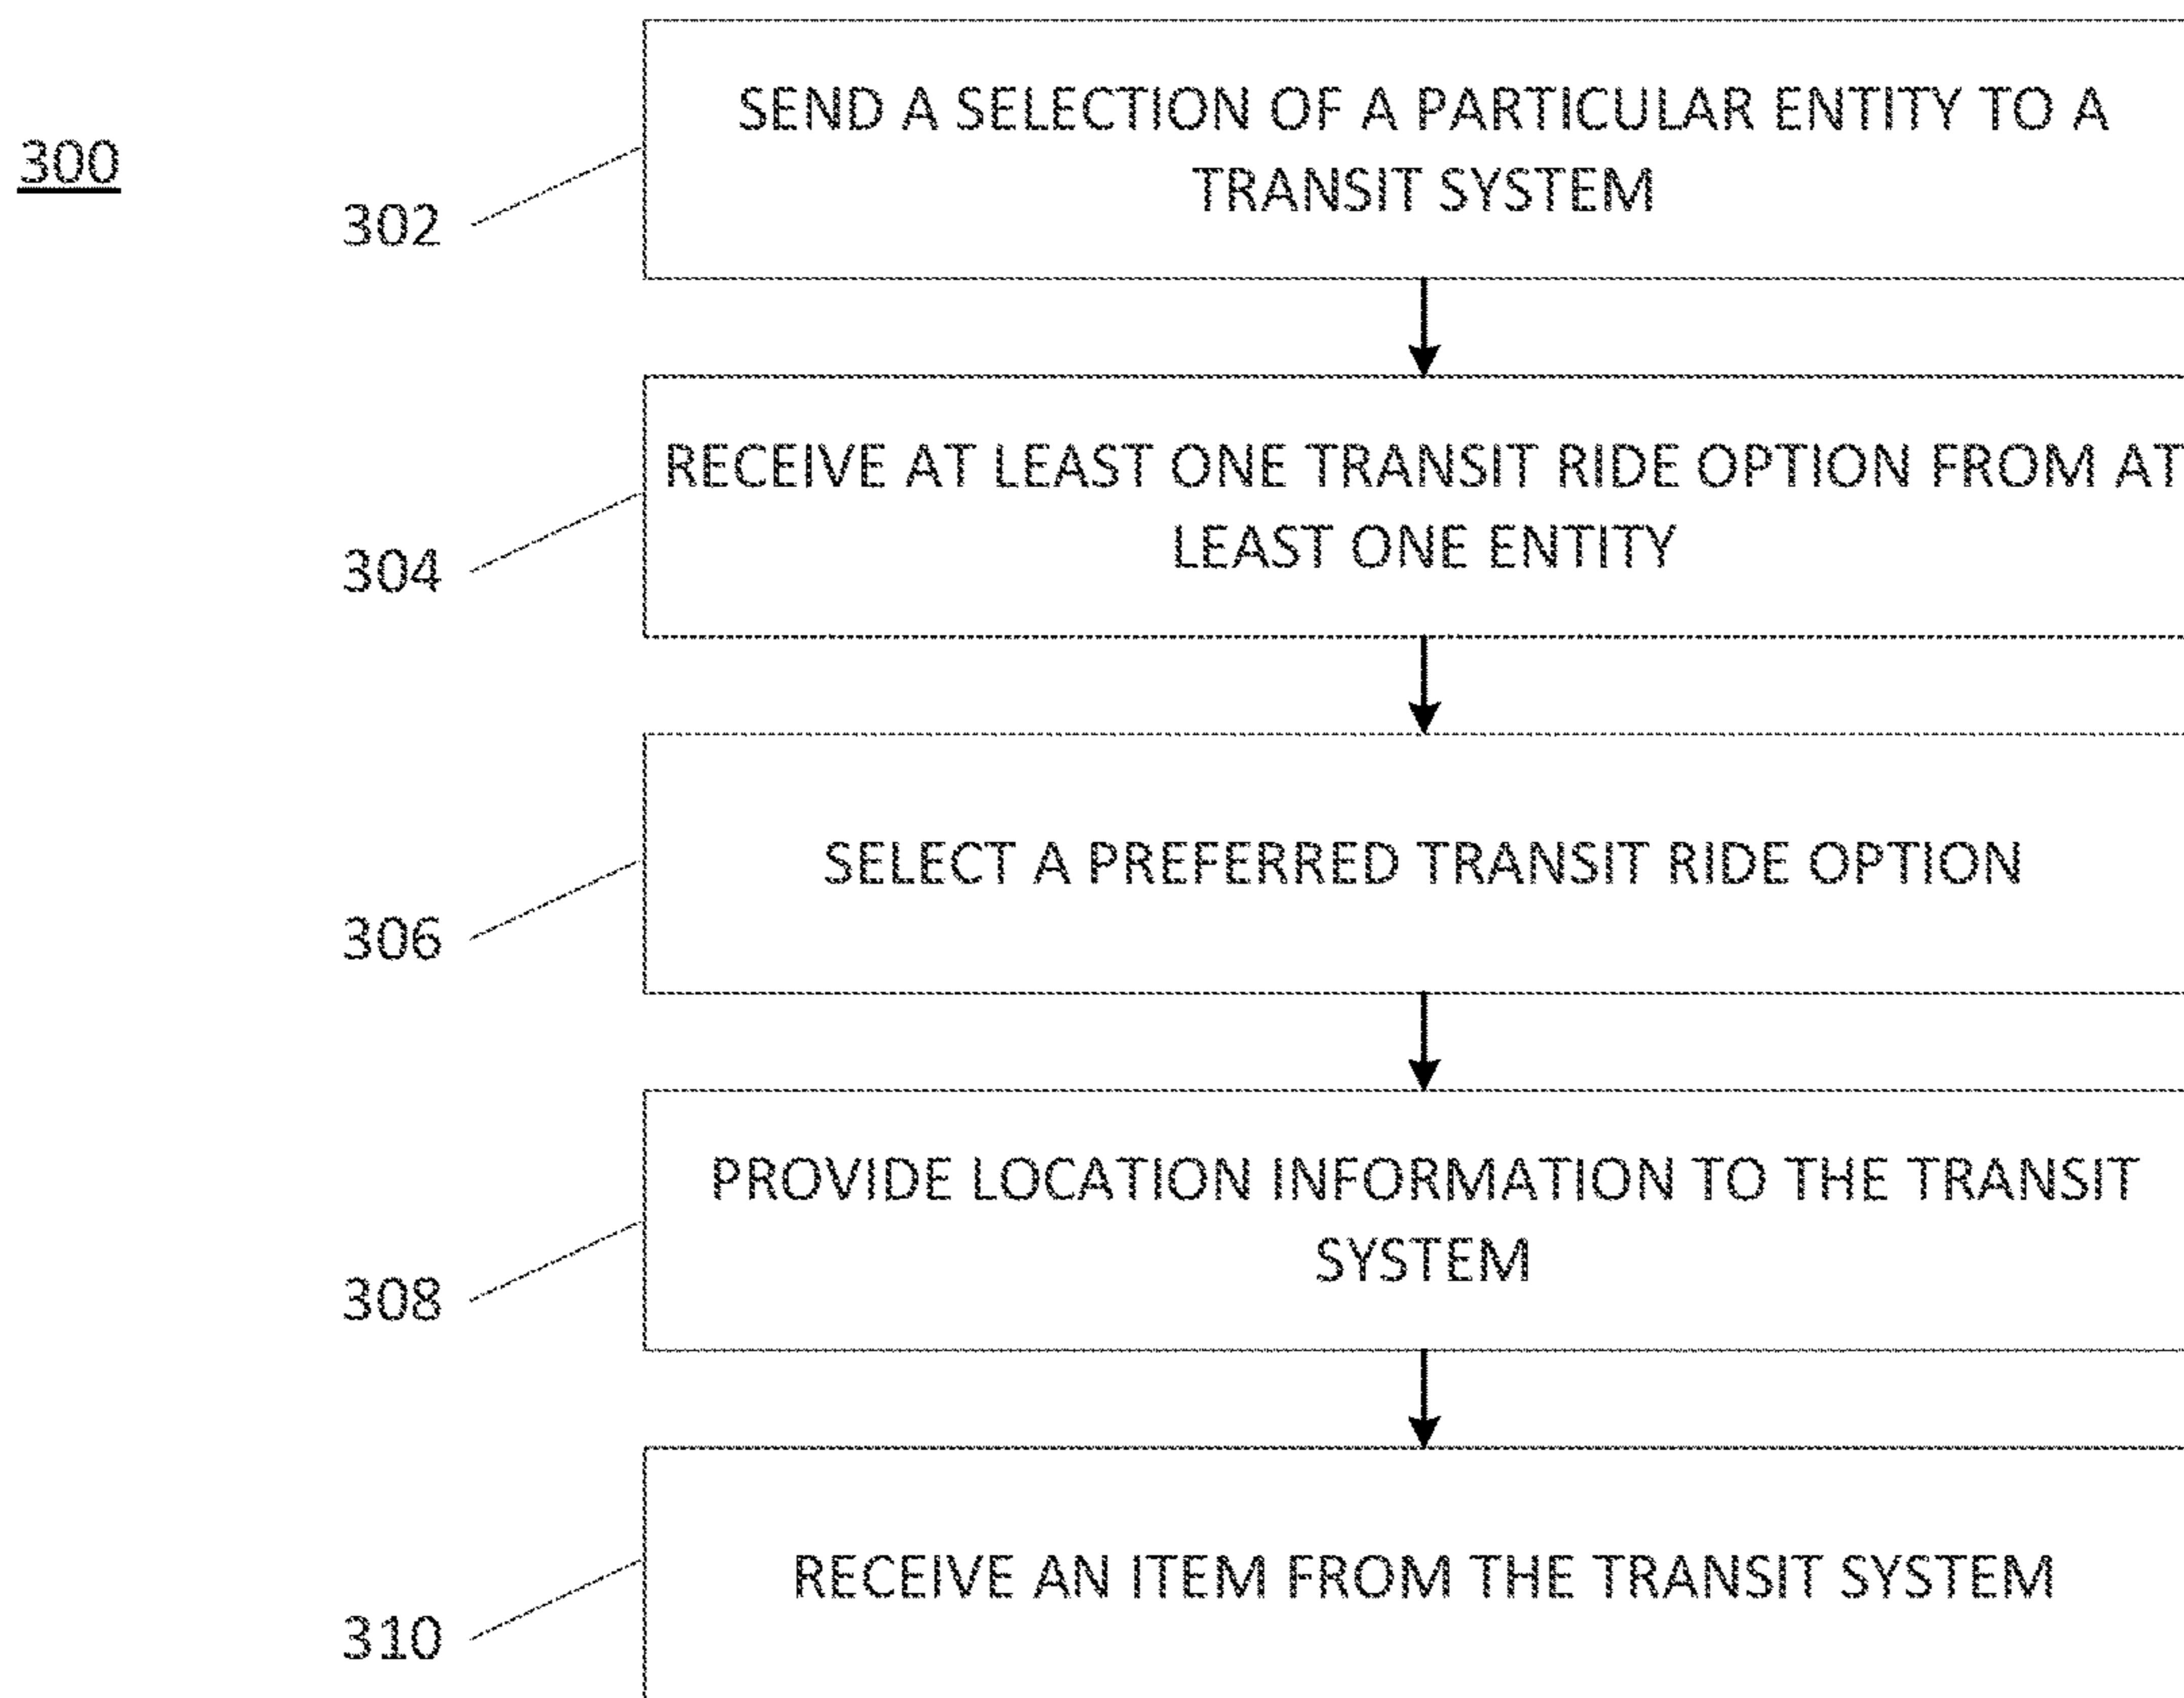 300
302
SEND A SELECTION OF A PARTICULAR ENTITY TO A
TRANSIT SYSTEM
304
RECEIVE AT LEAST ONE TRANSIT RIDE OPTION FROM AT
LEAST ONE ENTITY
306
SELECT A PREFERRED TRANSIT RIDE OPTION
308
PROVIDE LOCATION INFORMATION TO THE TRANSIT
SYSTEM
310
RECEIVE AN ITEM FROM THE TRANSIT SYSTEM